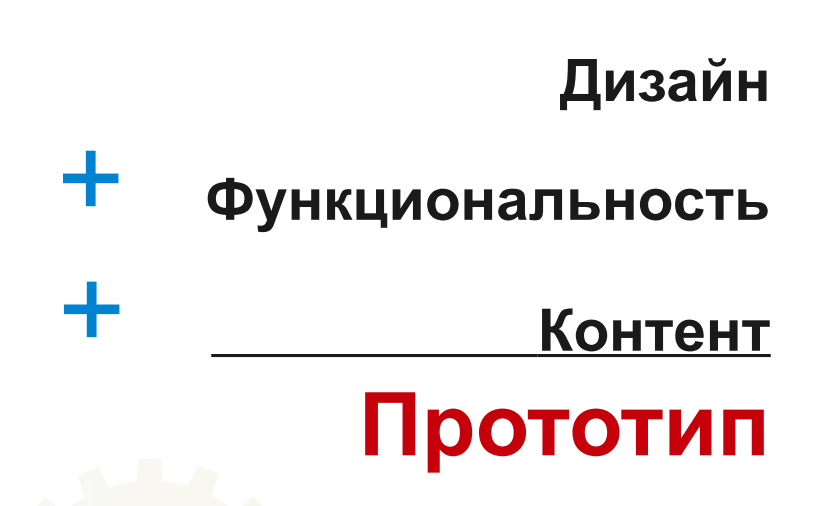 Дизайн
+ Функциональность
+ Контент
Прототип